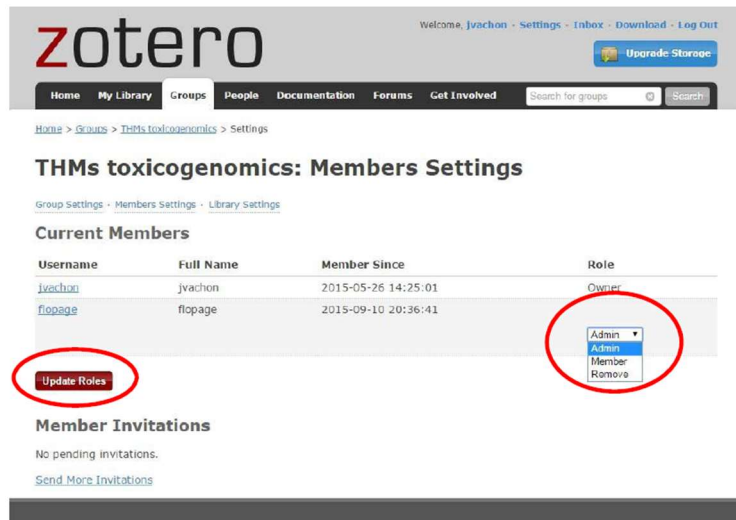 zotero
Welcome, jvachon · Settings · Inbox · Download · Log Out
Upgrade Storage
Home My Library Groups People Documentation Forums Get Involved Search for groups Search
Home > Groups > THMs toxicogenomics > Settings
THMs toxicogenomics: Members Settings
Group Settings · Members Settings · Library Settings
Current Members
Username Full Name Member Since Role
jvachon jvachon 2015-05-26 14:25:01 Owner
flopage flopage 2015-09-10 20:36:41
Admin
Admin
Member
Remove
Update Roles
Member Invitations
No pending invitations.
Send More Invitations